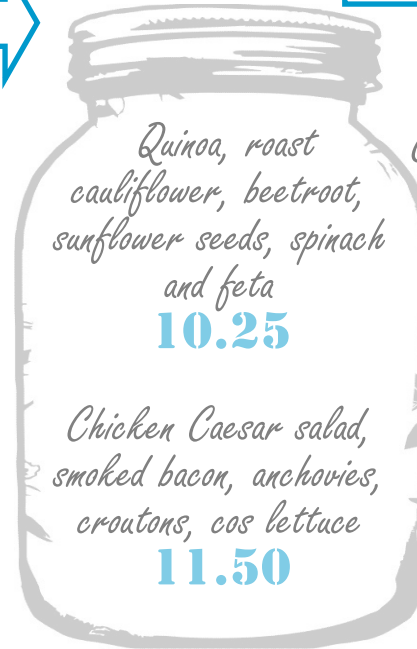 Quinoa, roast
cauliflower, beetroot,
sunflower seeds, spinach
and feta
10.25
Chicken Caesar salad,
smoked bacon, anchovies,
croutons, cos lettuce
11.50